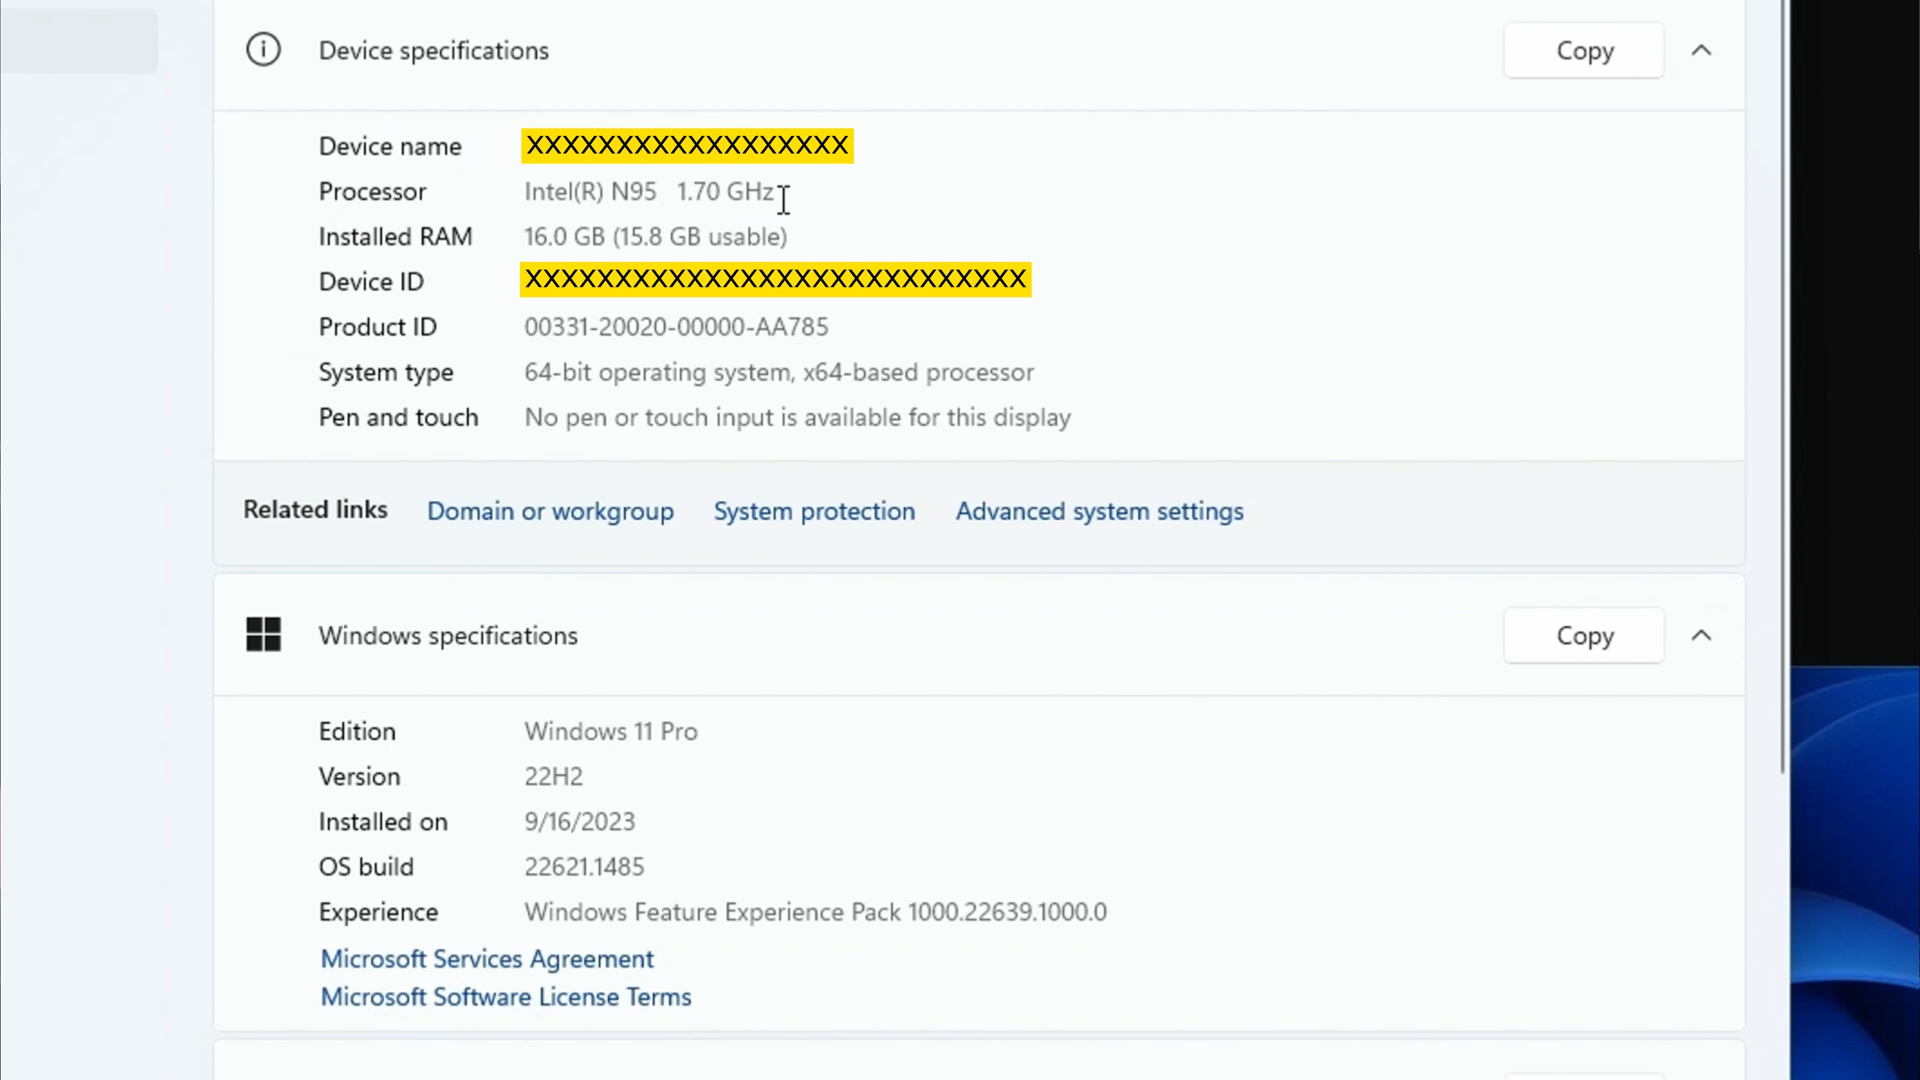 Device specifications Copy
Device name XXXXXXXXXXXXXXXXXX
Processor Intel(R) N95 1.70 GHz
Installed RAM 16.0 GB (15.8 GB usable)
Device ID XXXXXXXXXXXXXXXXXXXXXXXXXXXX
Product ID 00331-20020-00000-AA785
System type 64-bit operating system, x64-based processor
Pen and touch No pen or touch input is available for this display
Related links Domain or workgroup System protection Advanced system settings
Windows specifications Copy
Edition Windows 11 Pro
Version 22H2
Installed on 9/16/2023
OS build 22621.1485
Experience Windows Feature Experience Pack 1000.22639.1000.0
Microsoft Services Agreement
Microsoft Software License Terms